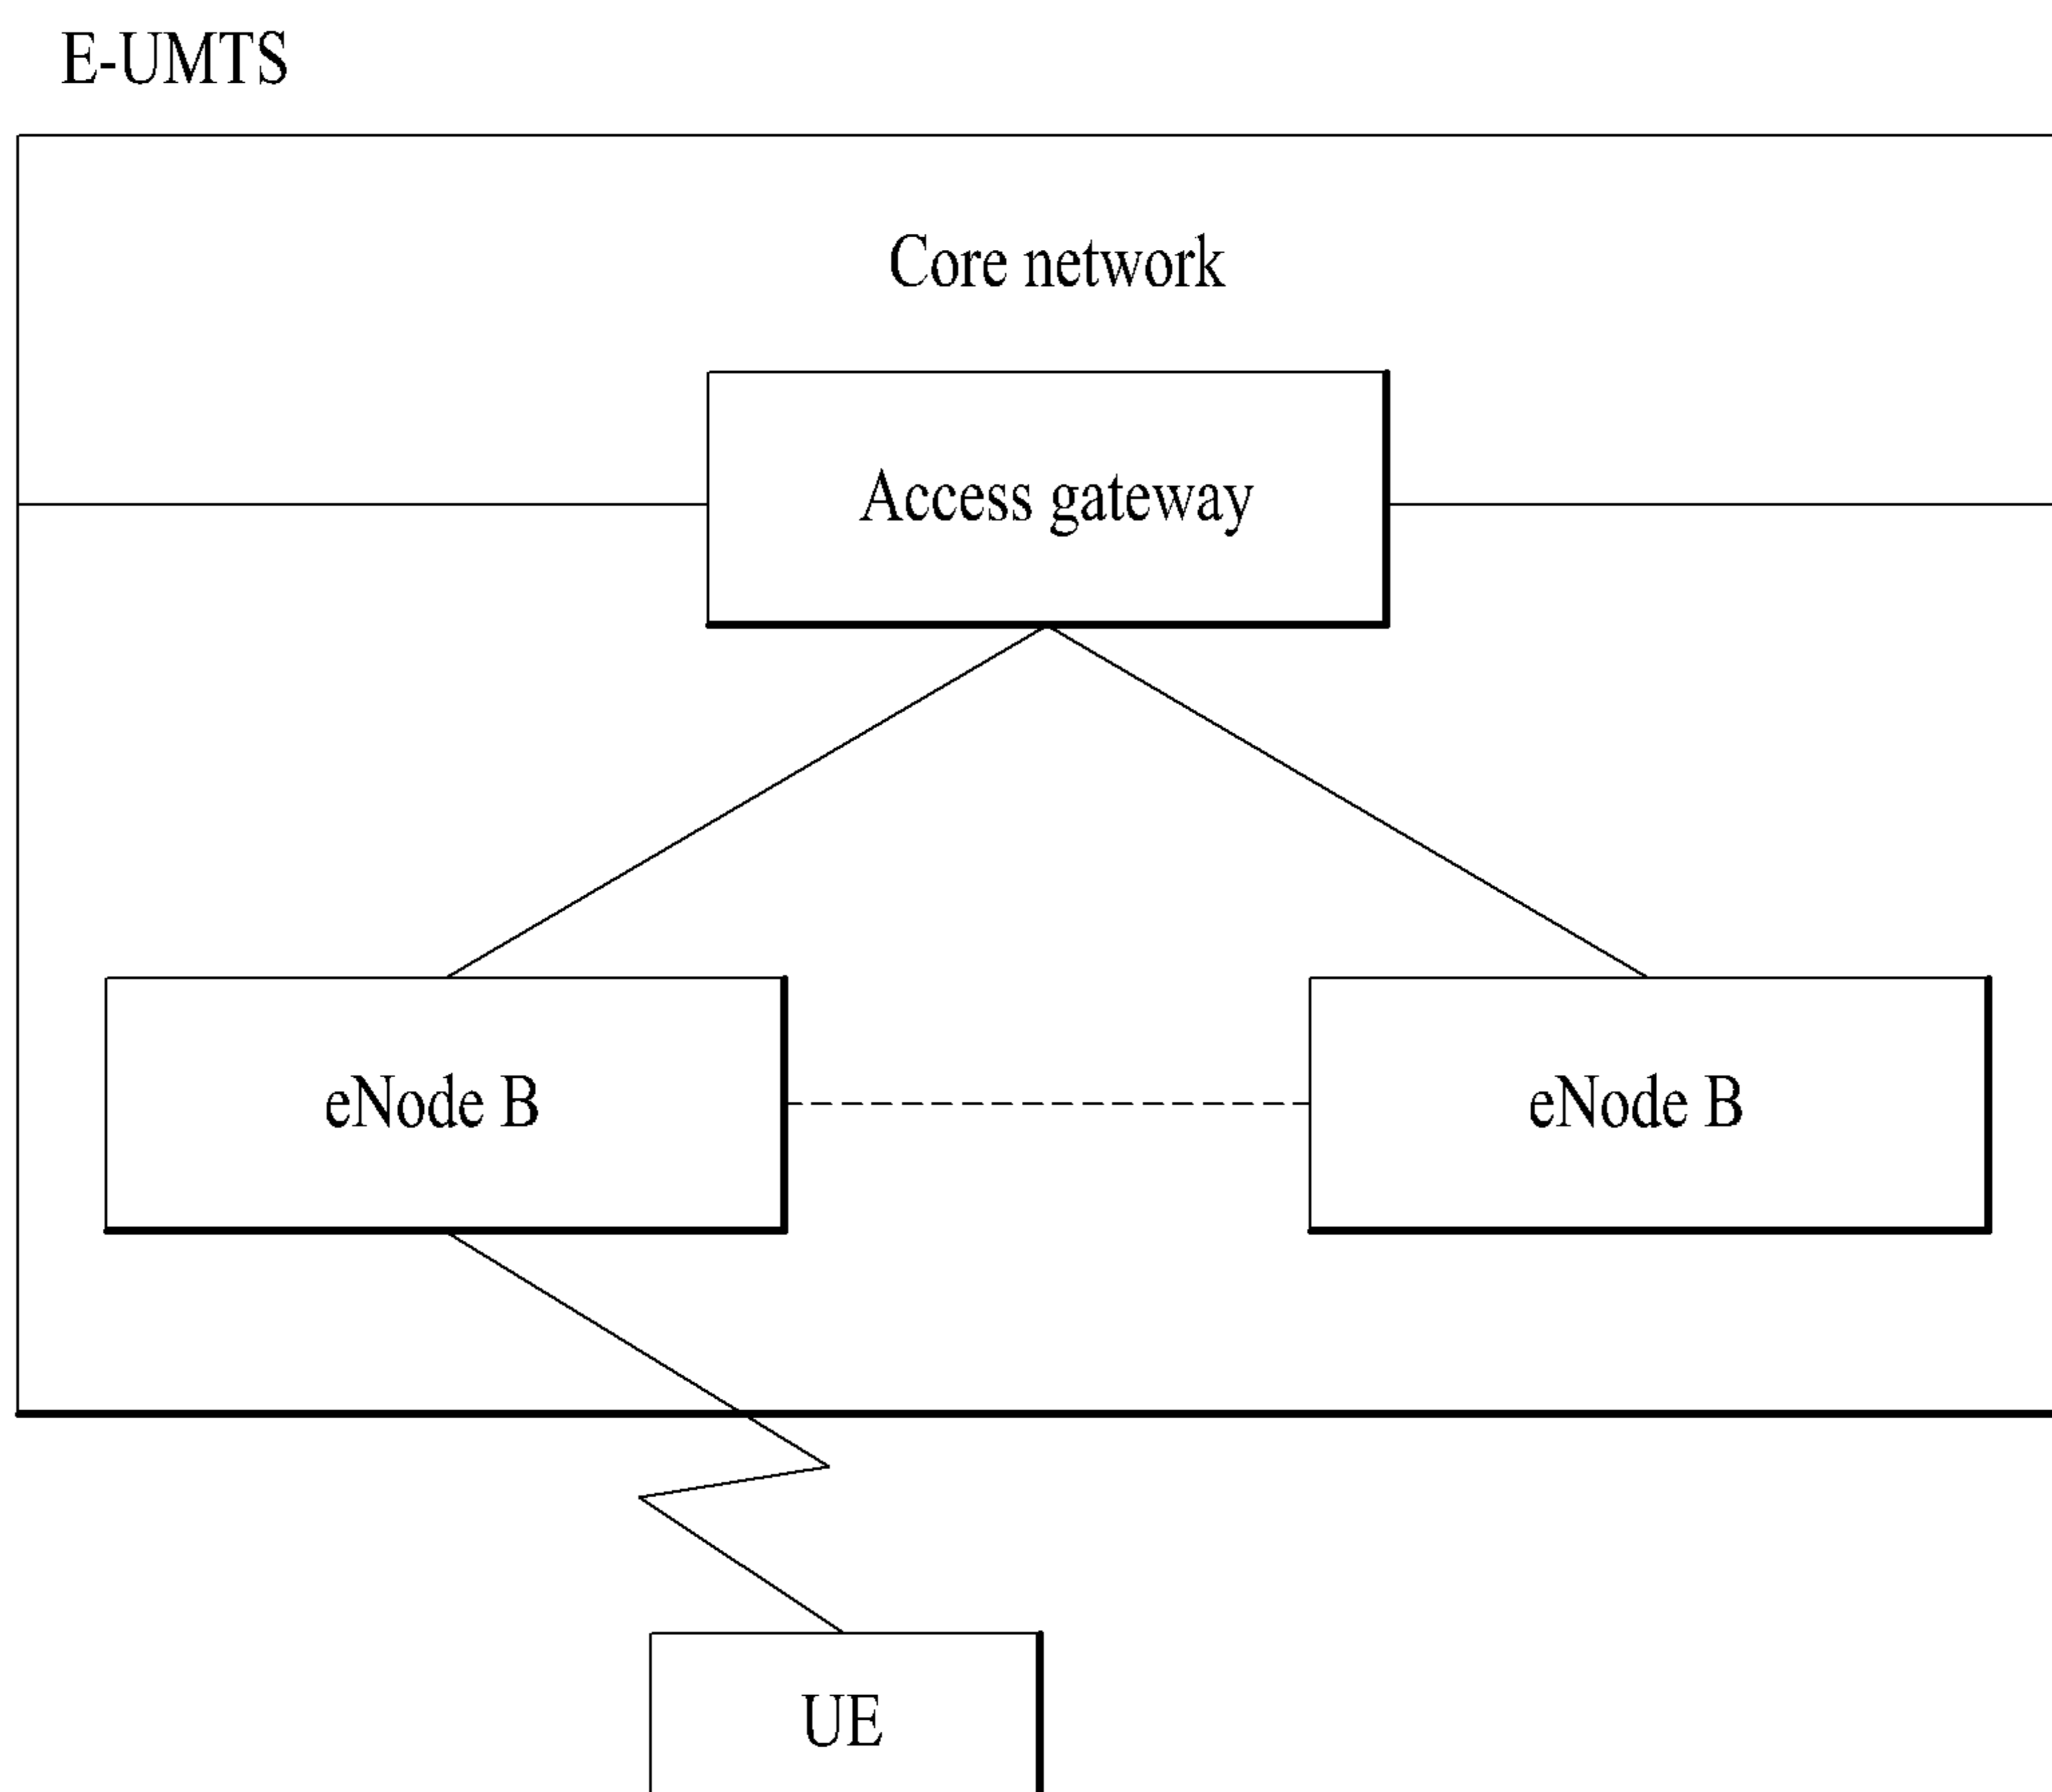 E-UMTS
Core network
Access gateway
eNode B
eNode B
UE